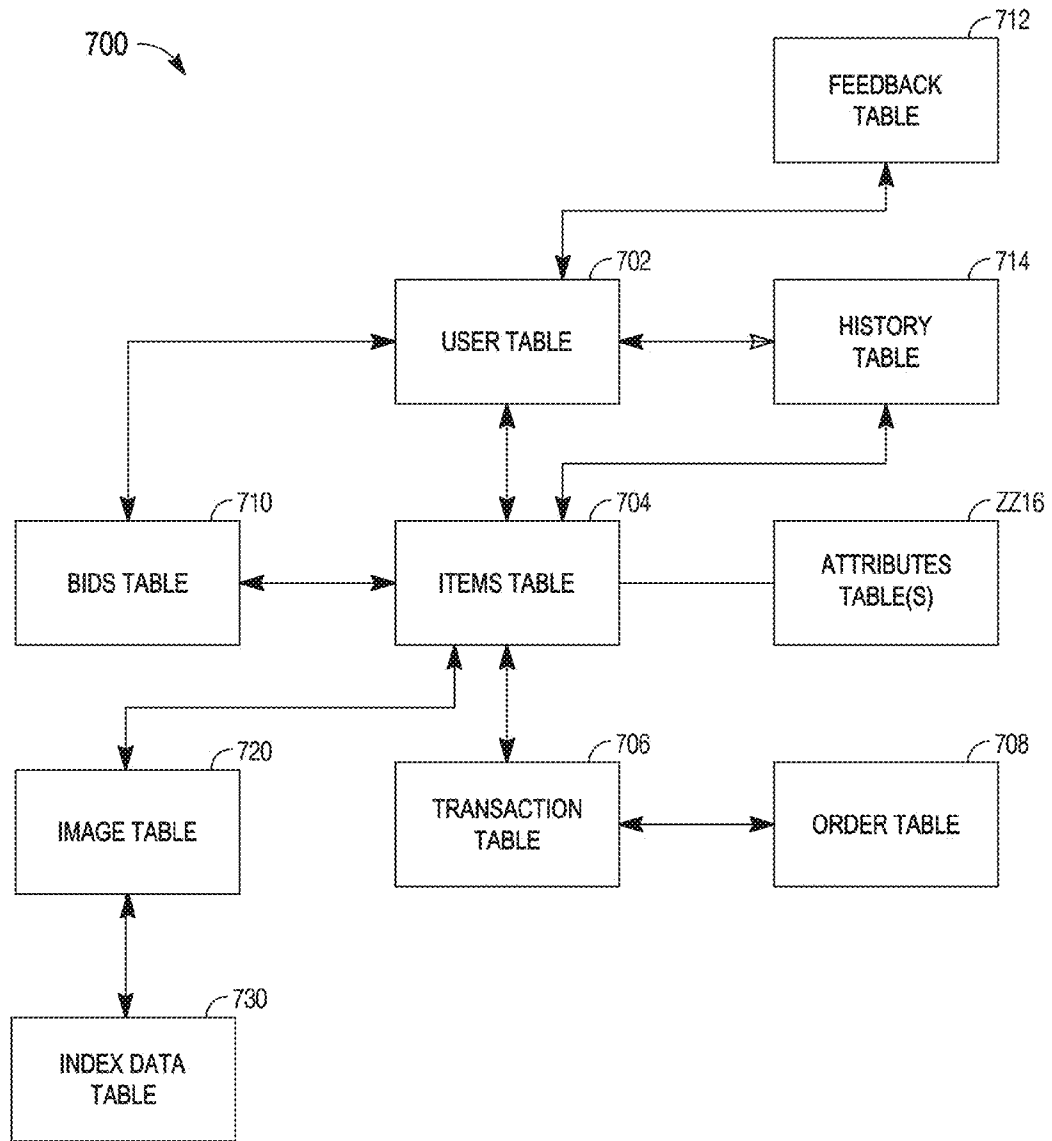 700
712
FEEDBACK
TABLE
702
USER TABLE
714
HISTORY
TABLE
710
BIDS TABLE
704
ITEMS TABLE
ZZ16
ATTRIBUTES
TABLE(S)
720
IMAGE TABLE
706
TRANSACTION
TABLE
708
ORDER TABLE
730
INDEX DATA
TABLE